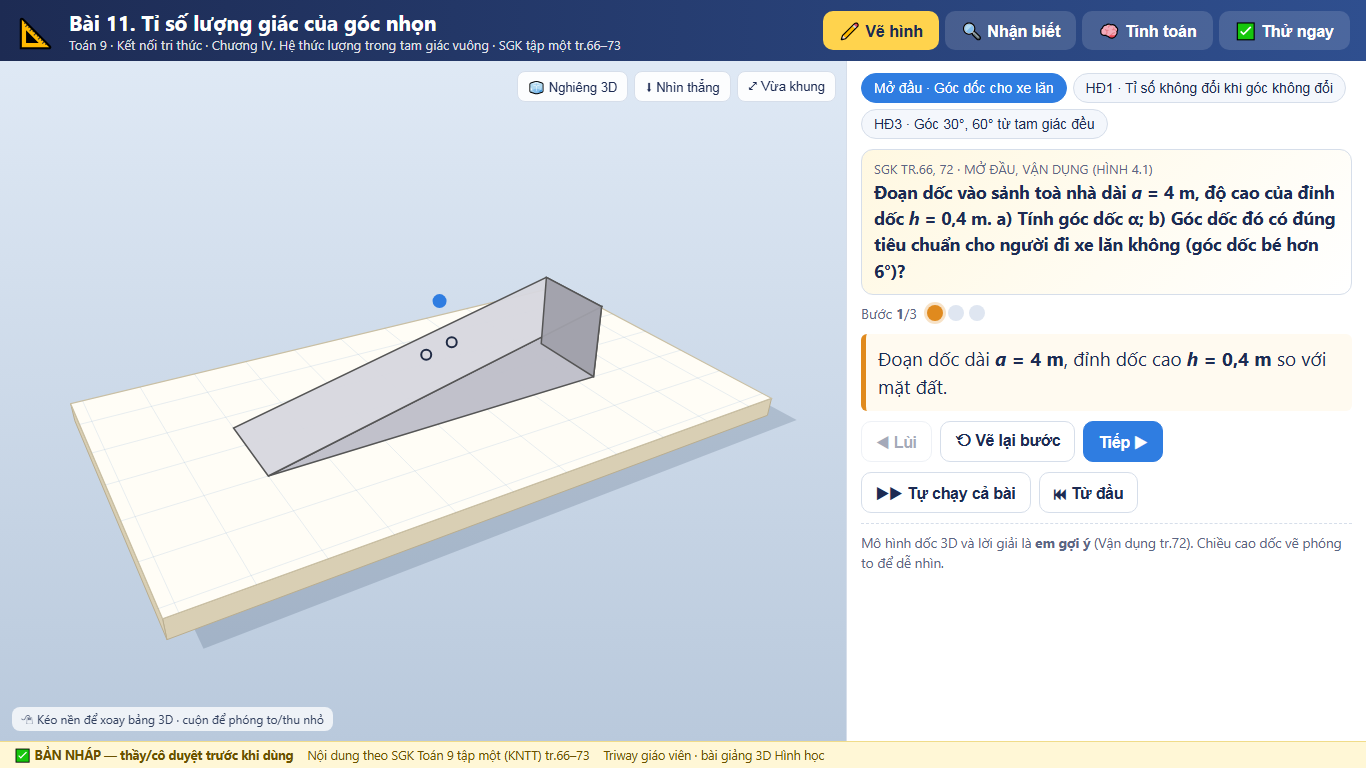 Bài 11. Tỉ số lượng giác của góc nhọn
Toán 9 · Kết nối tri thức · Chương IV. Hệ thức lượng trong tam giác vuông · SGK tập một tr.66–73
Vẽ hình
Nhận biết
Tính toán
Thử ngay
Nghiêng 3D
⬇ Nhìn thẳng
⤢ Vừa khung
Mở đầu · Góc dốc cho xe lăn
HĐ1 · Tỉ số không đổi khi góc không đổi
HĐ3 · Góc 30°, 60° từ tam giác đều
SGK TR.66, 72 · MỞ ĐẦU, VẬN DỤNG (HÌNH 4.1)
Đoạn dốc vào sảnh toà nhà dài a = 4 m, độ cao của đỉnh
dốc h = 0,4 m. a) Tính góc dốc α; b) Góc dốc đó có đúng
tiêu chuẩn cho người đi xe lăn không (góc dốc bé hơn
6°)?
Bước 1/3
Đoạn dốc dài a = 4 m, đỉnh dốc cao h = 0,4 m so với
mặt đất.
◀ Lùi
⟲ Vẽ lại bước
Tiếp ▶
▶▶ Tự chạy cả bài
⏮ Từ đầu
Mô hình dốc 3D và lời giải là em gợi ý (Vận dụng tr.72). Chiều cao dốc vẽ phóng
to để dễ nhìn.
Kéo nền để xoay bảng 3D · cuộn để phóng to/thu nhỏ
✅ BẢN NHÁP — thầy/cô duyệt trước khi dùng
Nội dung theo SGK Toán 9 tập một (KNTT) tr.66–73
Triway giáo viên · bài giảng 3D Hình học